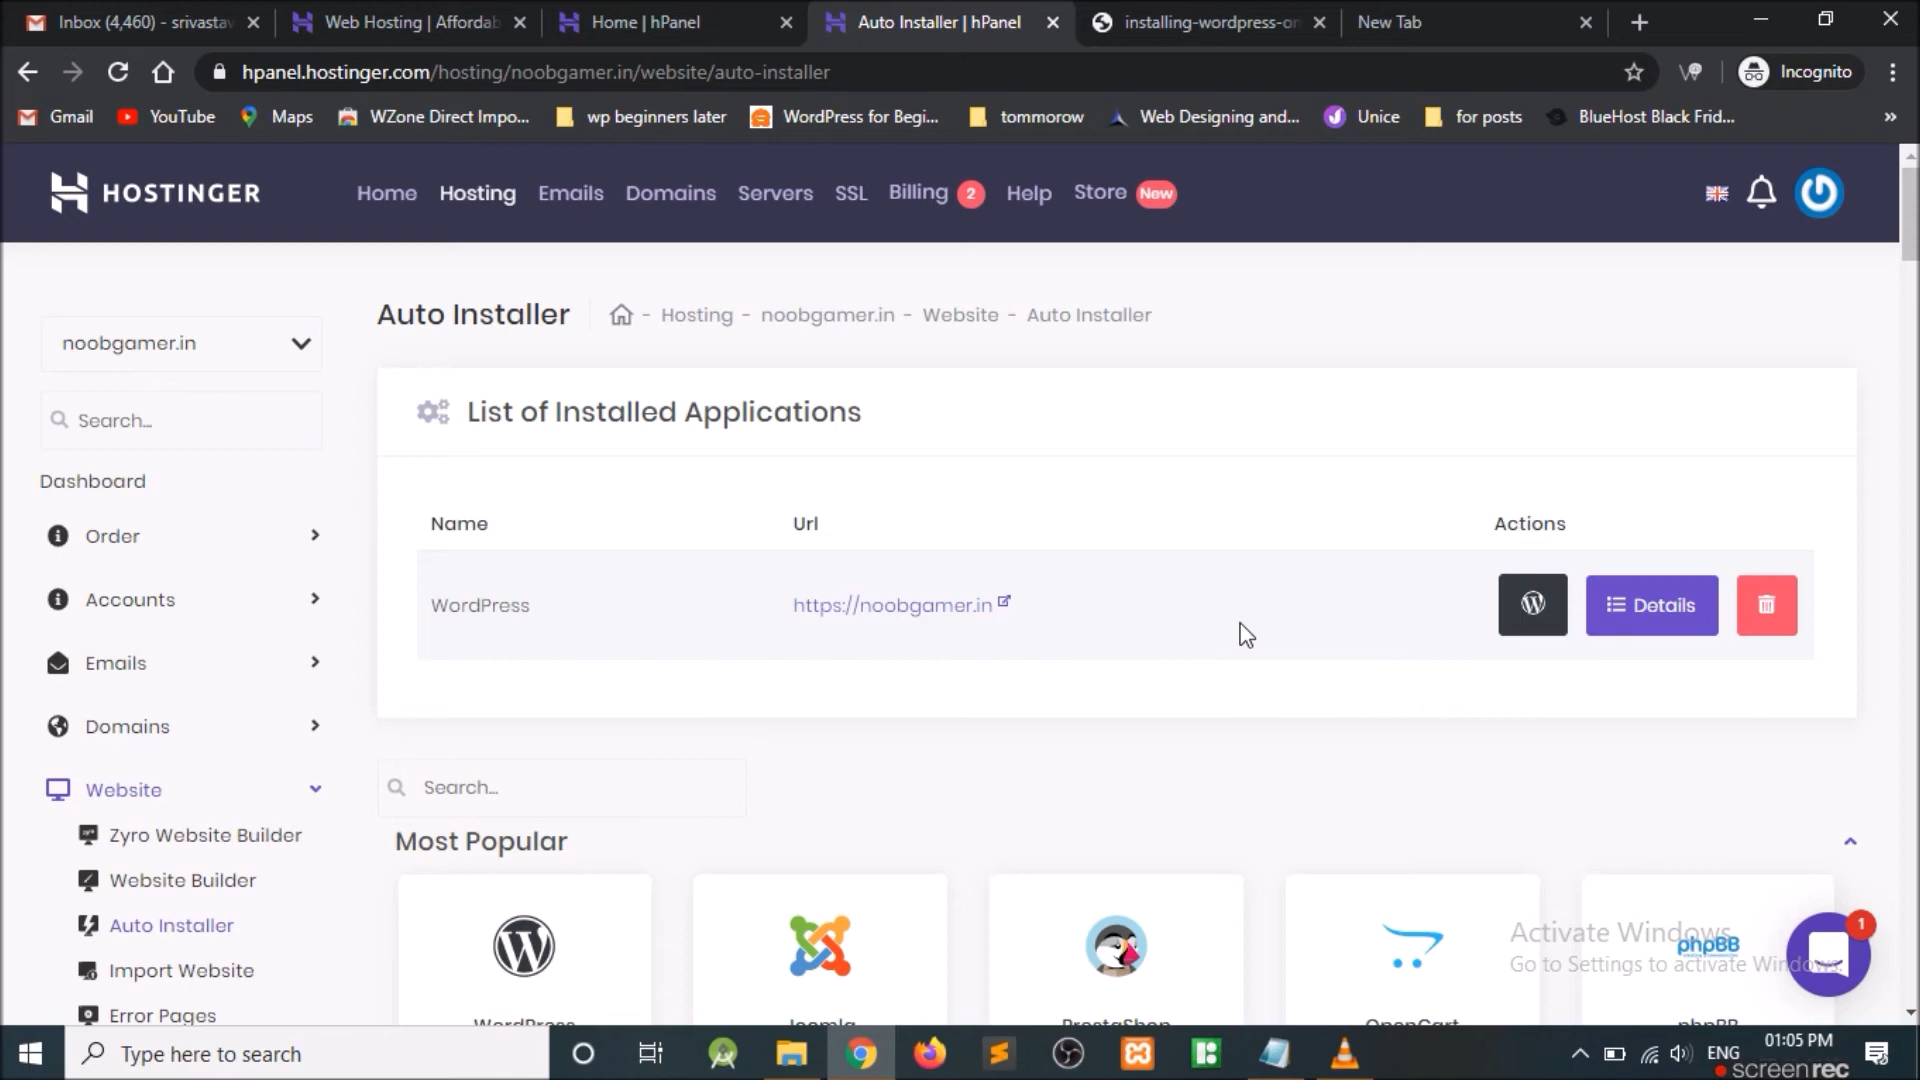 Inbox (4,460) - srivastav
Web Hosting | Affordab
Home | hPanel
Auto Installer | hPanel
installing-wordpress-on
New Tab
hpanel.hostinger.com/hosting/noobgamer.in/website/auto-installer
Incognito
Gmail
YouTube
Maps
WZone Direct Impo...
wp beginners later
WordPress for Begi...
tommorow
Web Designing and...
Unice
for posts
BlueHost Black Frid...
»
HOSTINGER
Home
Hosting
Emails
Domains
Servers
SSL
Billing 2
Help
Store New
noobgamer.in
Search...
Dashboard
Order
Accounts
Emails
Domains
Website
Zyro Website Builder
Website Builder
Auto Installer
Import Website
Error Pages
Auto Installer
- Hosting - noobgamer.in - Website - Auto Installer
List of Installed Applications
Name Url Actions
WordPress https://noobgamer.in Details
Search...
Most Popular
WordPress
Joomla
PrestaShop
OpenCart
phpBB
phpBB
1
Activate Windows
Go to Settings to activate Windows.
Type here to search
ENG
01:05 PM
screenrec